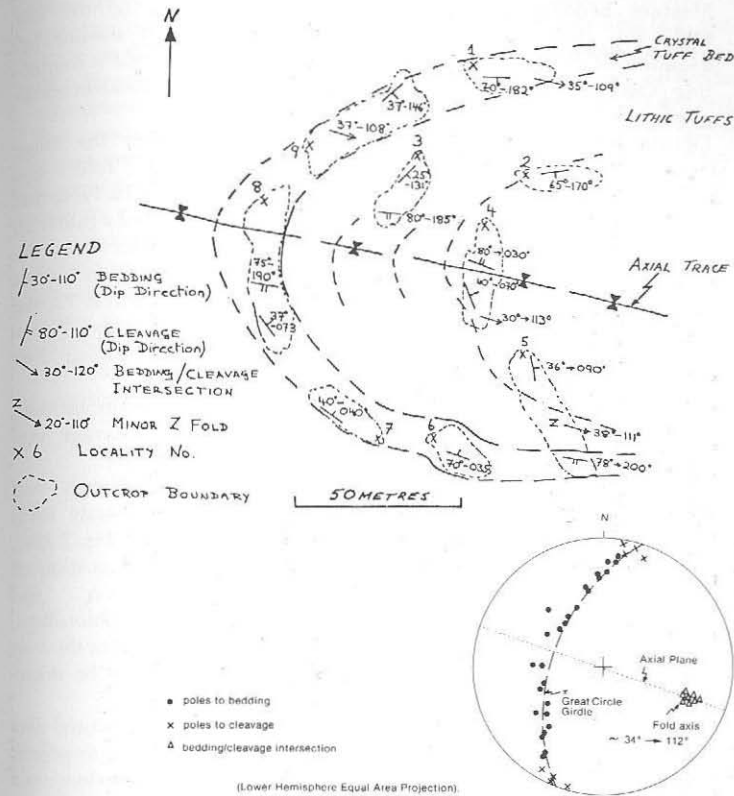 N
1
CRYSTAL
TUFF BED
70°-182°
35°-109°
37-146°
LITHIC TUFFS
37°-108°
9
3
25°
-131°
2
65°-170°
8
4
80°-185°
80°→030°
LEGEND
30°-110° BEDDING
(DIP DIRECTION)
75°-
190°
40°-070°
AXIAL TRACE
80°-110° CLEAVAGE
(DIP DIRECTION)
37°
-073
30°→113°
30°-120° BEDDING/CLEAVAGE
INTERSECTION
5
36°→090°
Z
20°-110° MINOR Z FOLD
40°-
040°
Z
38°-111°
X 6 LOCALITY No.
7
6
70°-035
78°→200°
OUTCROP BOUNDARY
50 METRES
N
Axial Plane
poles to bedding
Great Circle
Girdle
poles to cleavage
Fold axis
bedding/cleavage intersection
~ 34° → 112°
(Lower Hemisphere Equal Area Projection).